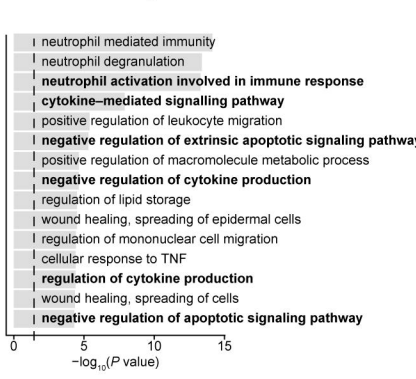 neutrophil mediated immunity
neutrophil degranulation
neutrophil activation involved in immune response
cytokine–mediated signalling pathway
positive regulation of leukocyte migration
negative regulation of extrinsic apoptotic signaling pathway
positive regulation of macromolecule metabolic process
negative regulation of cytokine production
regulation of lipid storage
wound healing, spreading of epidermal cells
regulation of mononuclear cell migration
cellular response to TNF
regulation of cytokine production
wound healing, spreading of cells
negative regulation of apoptotic signaling pathway
0 5 10 15
−log10(P value)